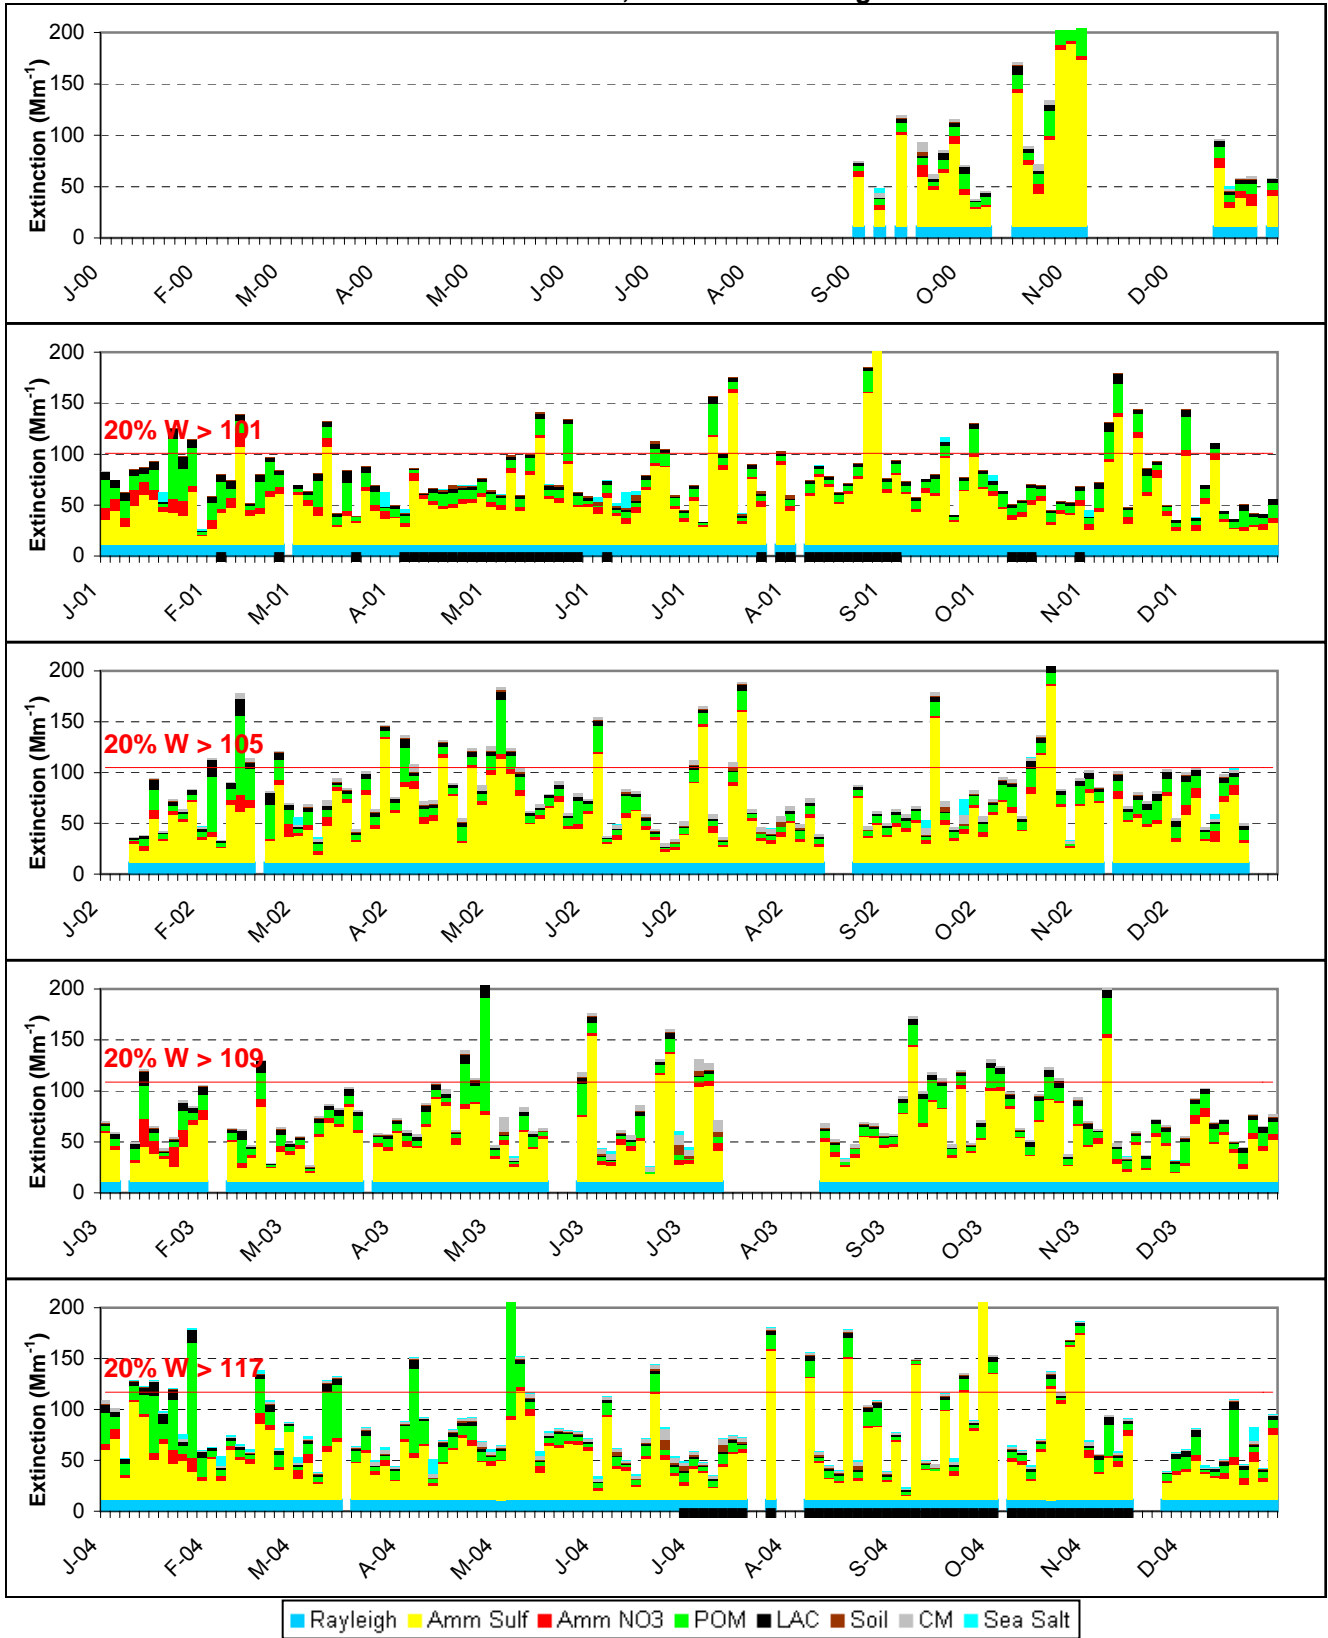 Extinction (Mm-1)
200
150
100
50
0
J-00 F-00 M-00 A-00 M-00 J-00 J-00 A-00 S-00 O-00 N-00 D-00
Extinction (Mm-1)
200
150
20% W > 101
100
50
0
J-01 F-01 M-01 A-01 M-01 J-01 J-01 A-01 S-01 O-01 N-01 D-01
Extinction (Mm-1)
200
150
20% W > 105
100
50
0
J-02 F-02 M-02 A-02 M-02 J-02 J-02 A-02 S-02 O-02 N-02 D-02
Extinction (Mm-1)
200
150
20% W > 109
100
50
0
J-03 F-03 M-03 A-03 M-03 J-03 J-03 A-03 S-03 O-03 N-03 D-03
Extinction (Mm-1)
200
150
20% W > 117
100
50
0
J-04 F-04 M-04 A-04 M-04 J-04 J-04 A-04 S-04 O-04 N-04 D-04
Rayleigh Amm Sulf Amm NO3 POM LAC Soil CM Sea Salt